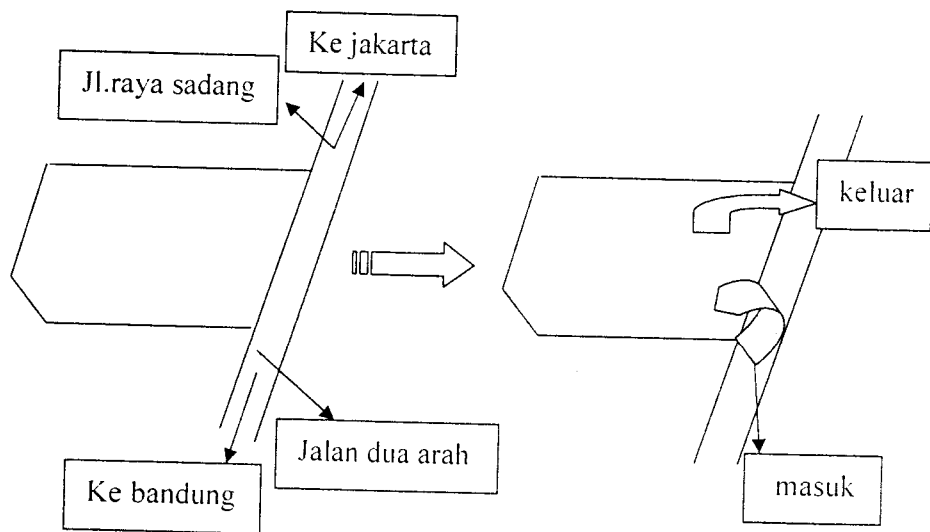 Ke jakarta
Jl.raya sadang
keluar
Jalan dua arah
Ke bandung
masuk